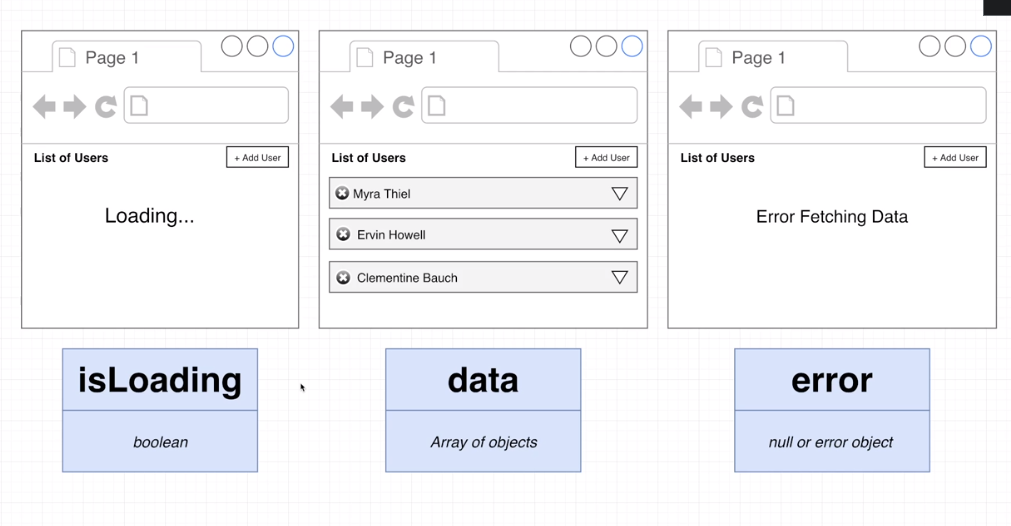 Page 1
List of Users
+ Add User
Loading...
isLoading
boolean
Page 1
List of Users
+ Add User
Myra Thiel
Ervin Howell
Clementine Bauch
data
Array of objects
Page 1
List of Users
+ Add User
Error Fetching Data
error
null or error object